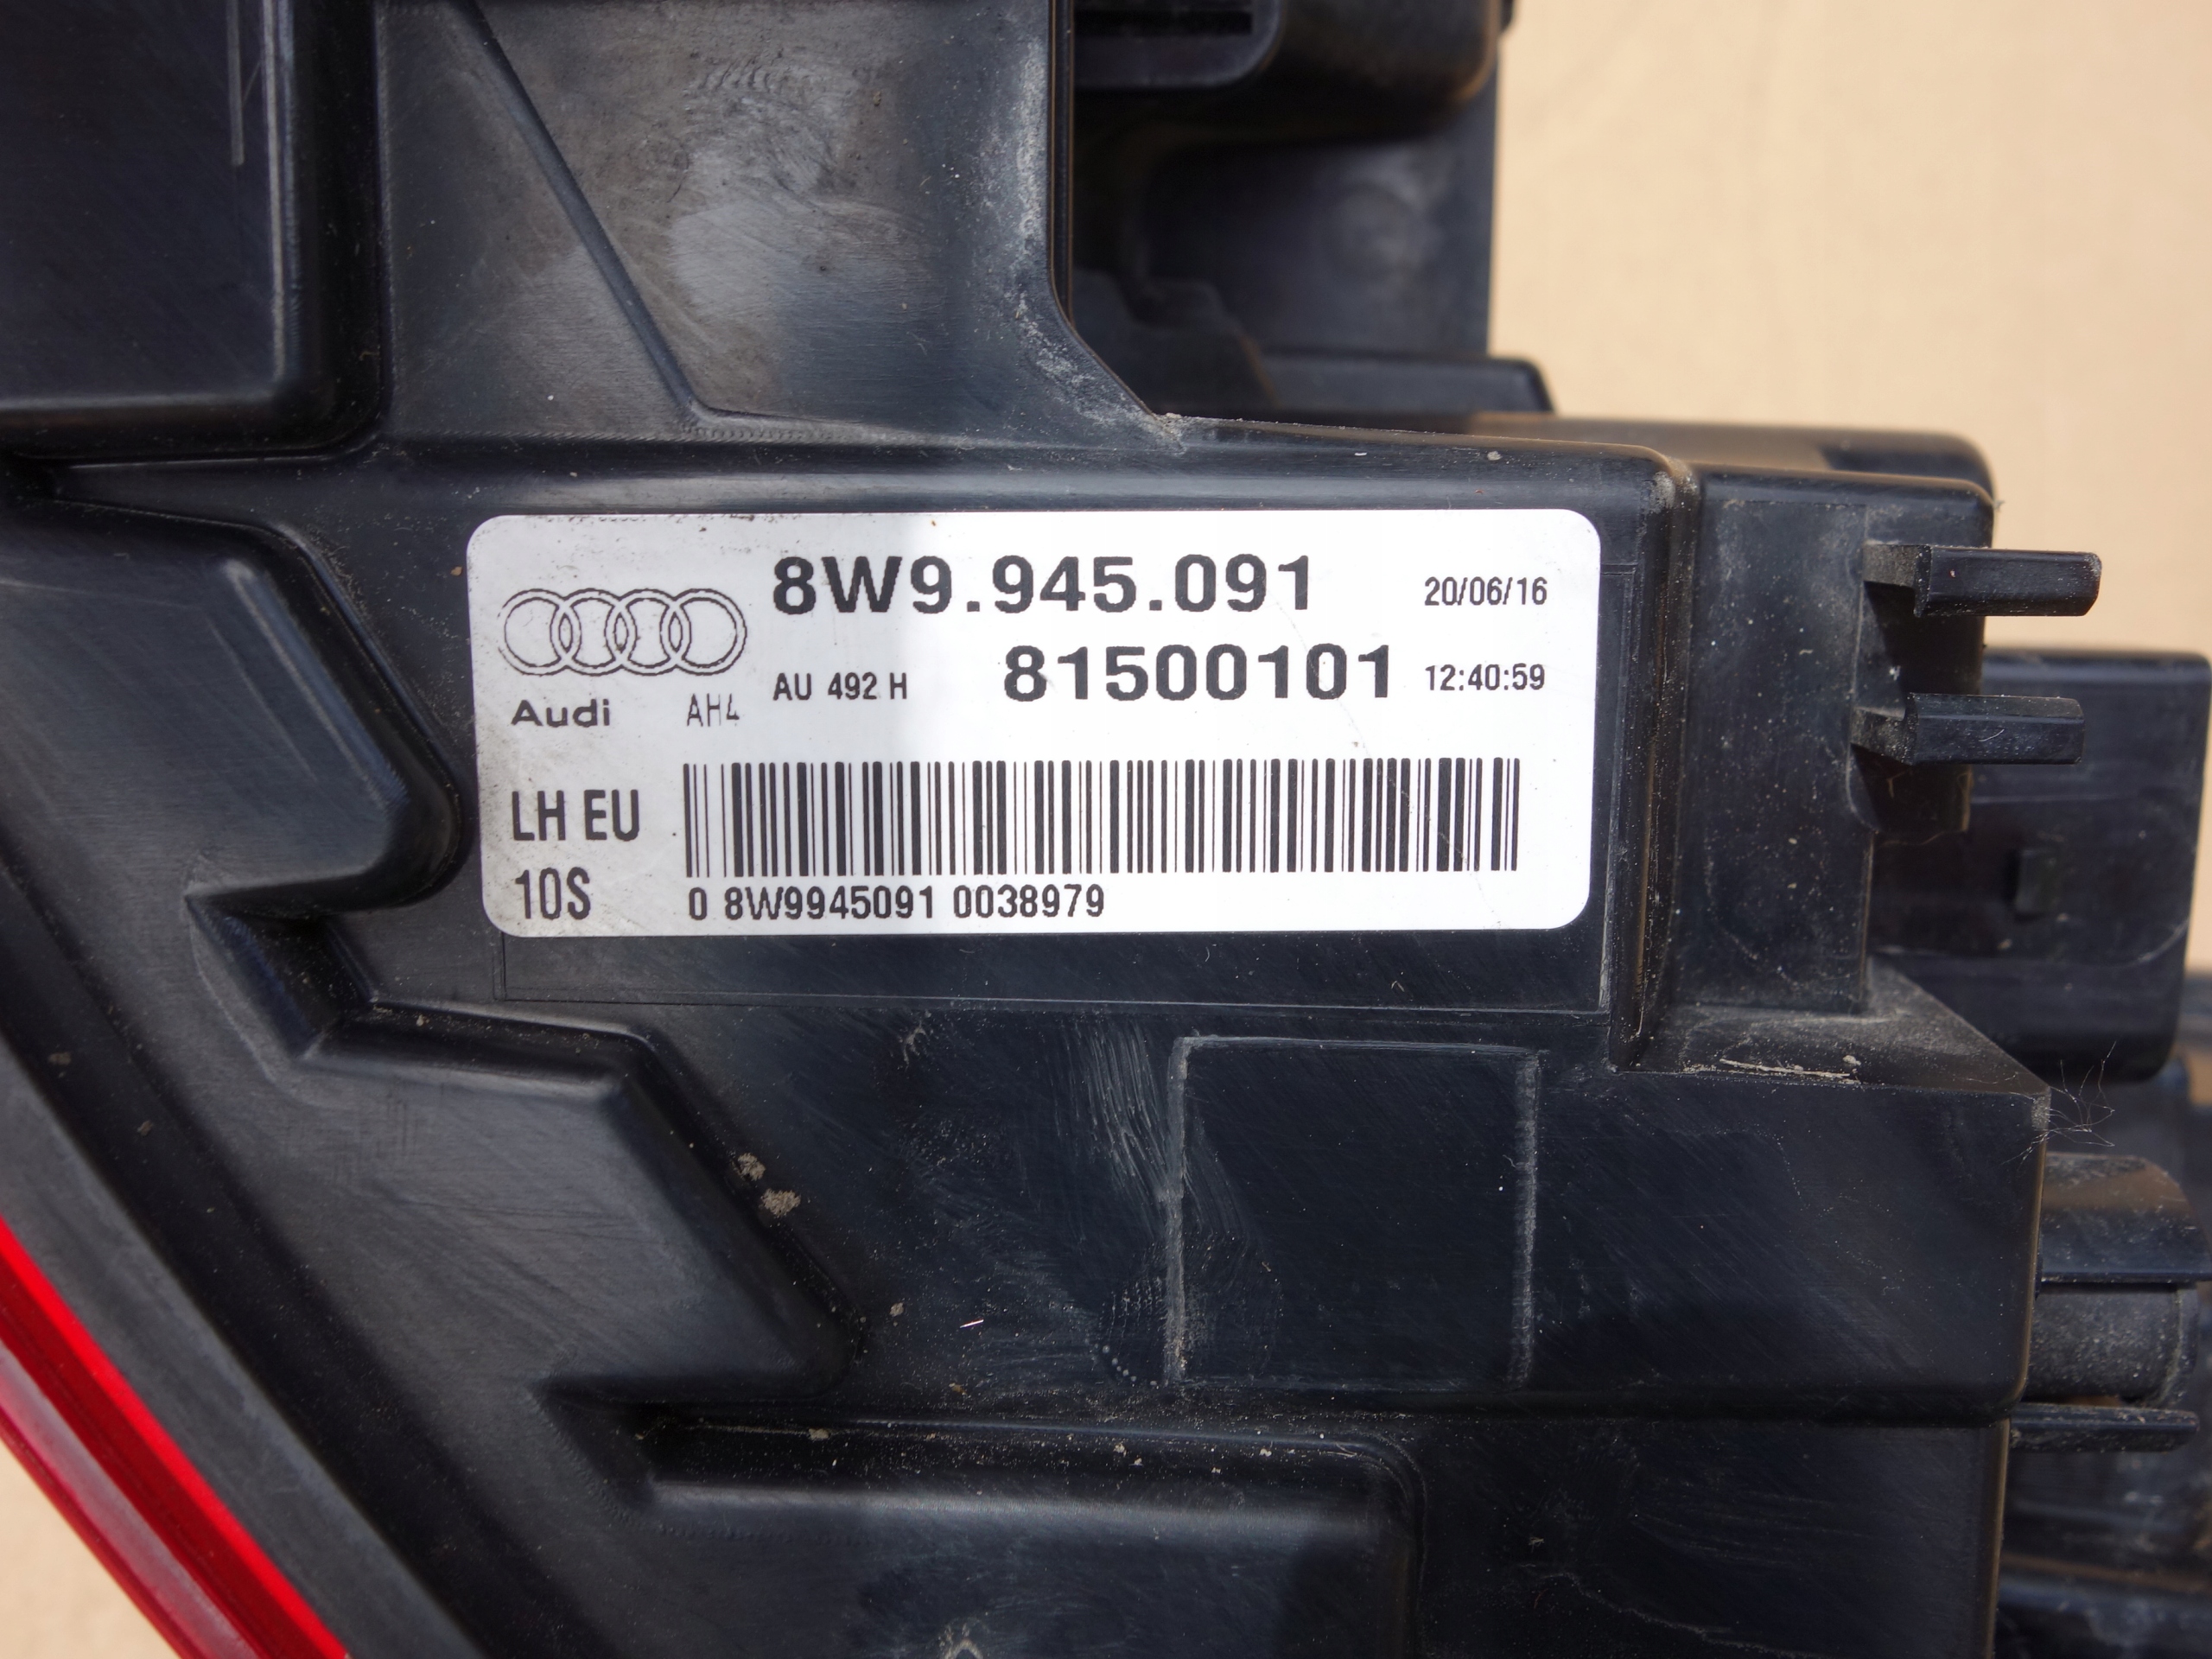 8W9.945.091 20/06/16
AU 492 H 81500101 12:40:59
Audi AH4
LH EU
10S
0 8W9945091 0038979